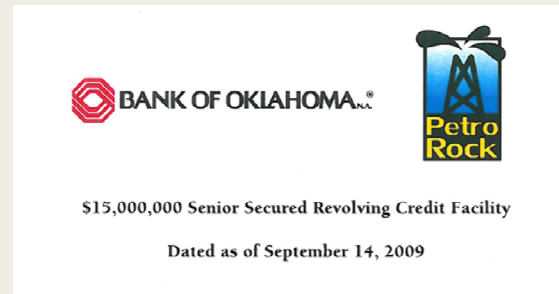 BANK OF OKLAHOMA N.A.®
Petro
Rock
$15,000,000 Senior Secured Revolving Credit Facility
Dated as of September 14, 2009